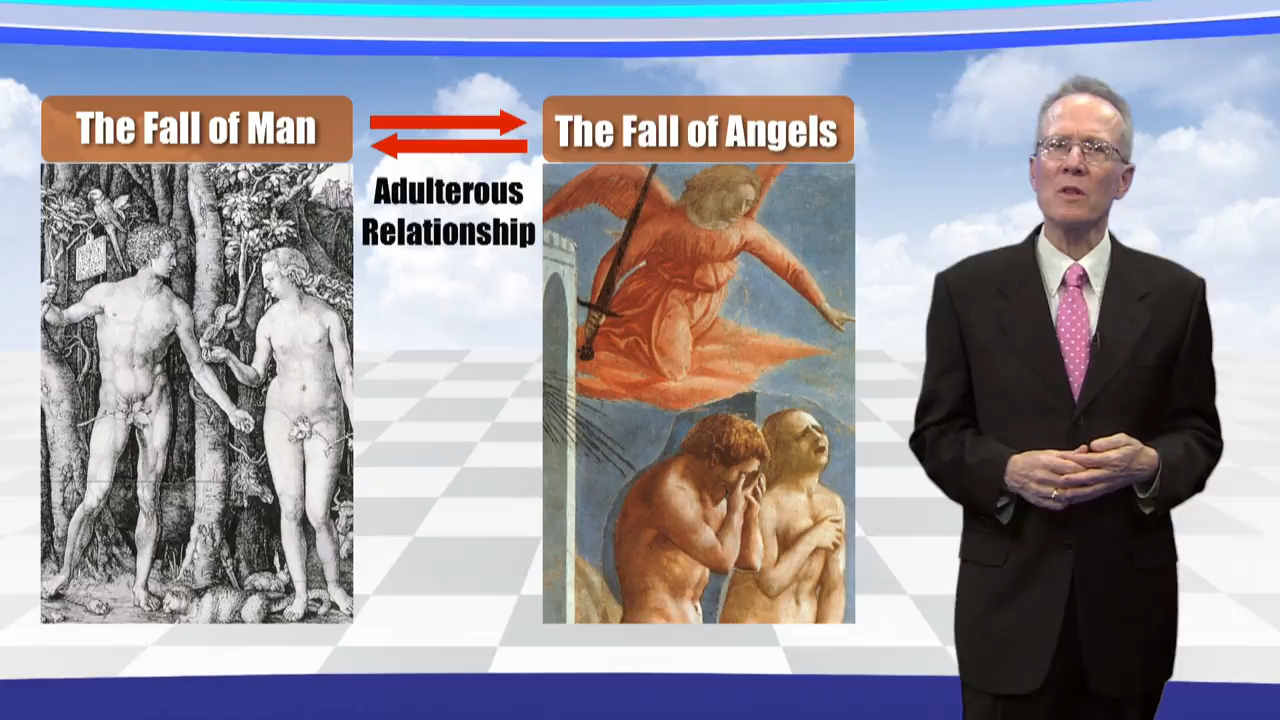 The Fall of Man
Adulterous
Relationship
The Fall of Angels